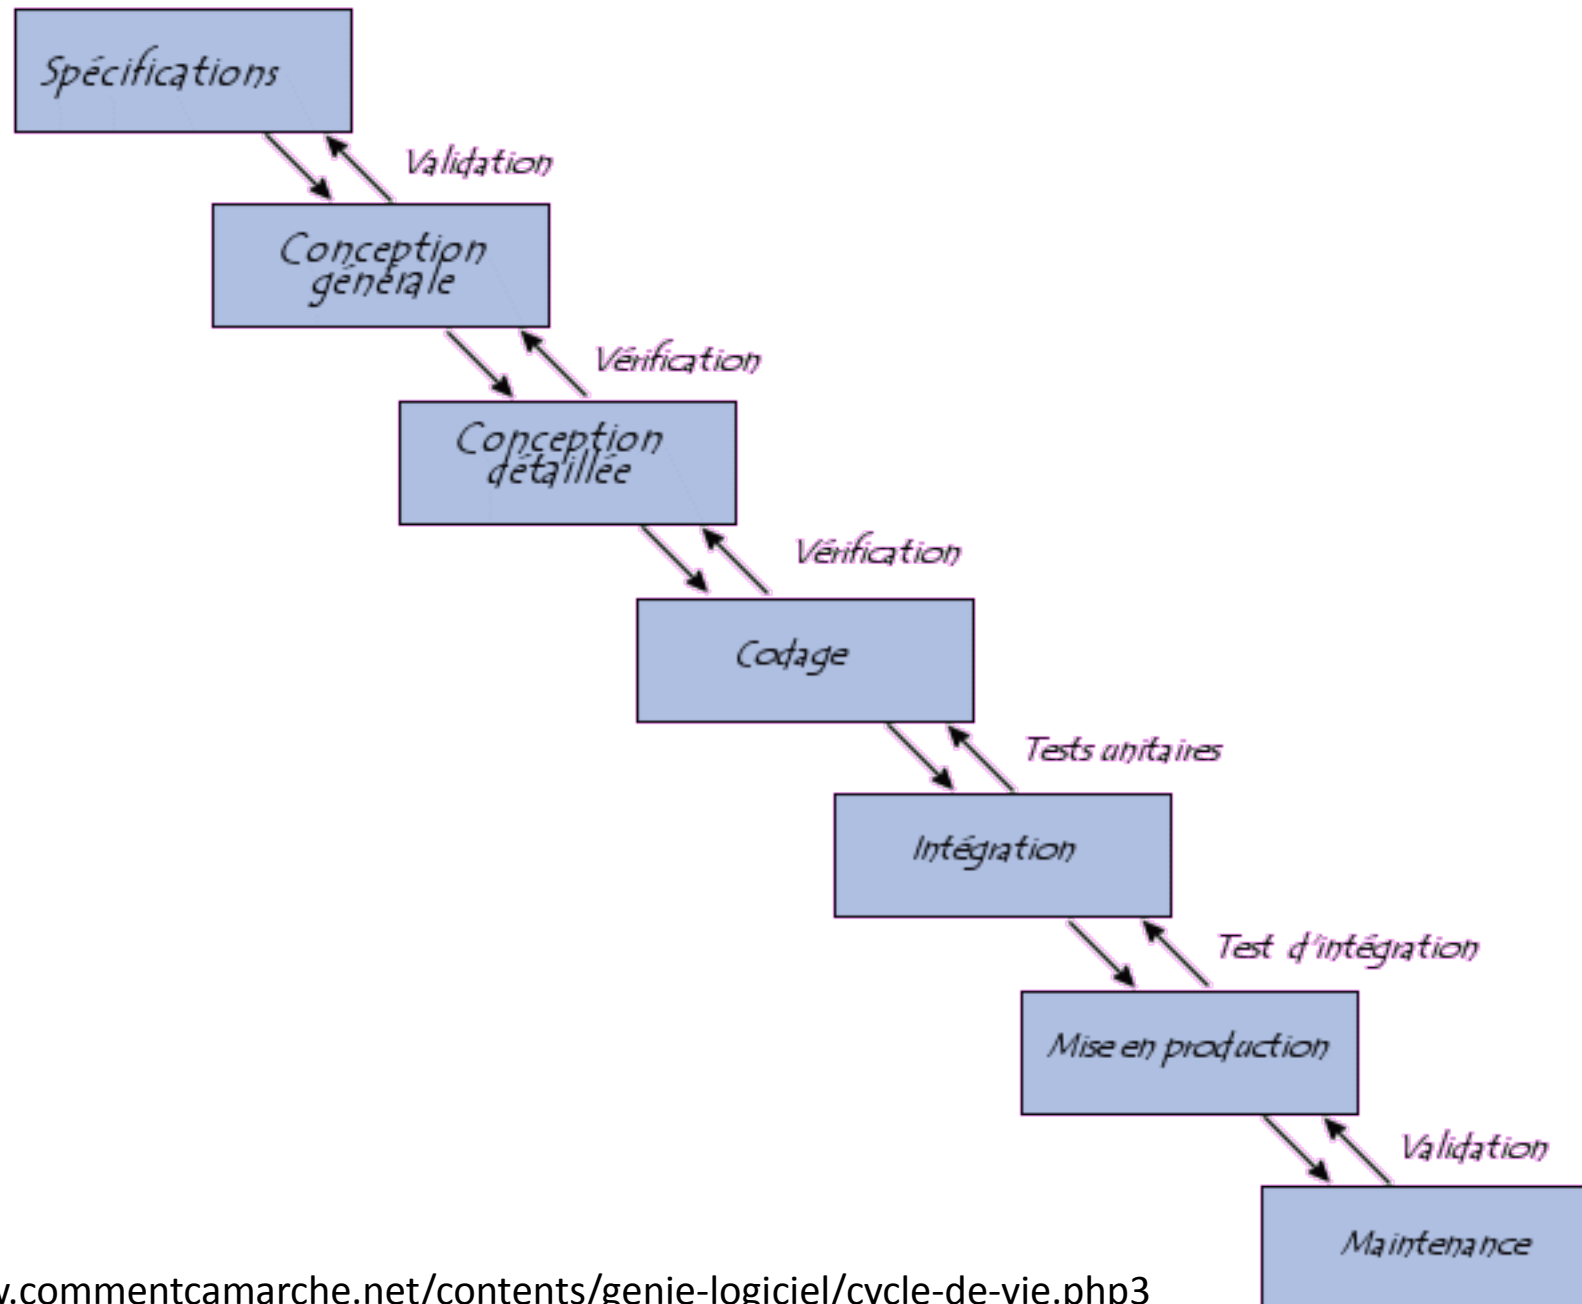 Spécifications
Validation
Conception
générale
Vérification
Conception
détaillée
Vérification
Codage
Tests unitaires
Intégration
Test d'intégration
Mise en production
Validation
Maintenance
.commentcamarche.net/contents/genie-logiciel/cycle-de-vie.php3